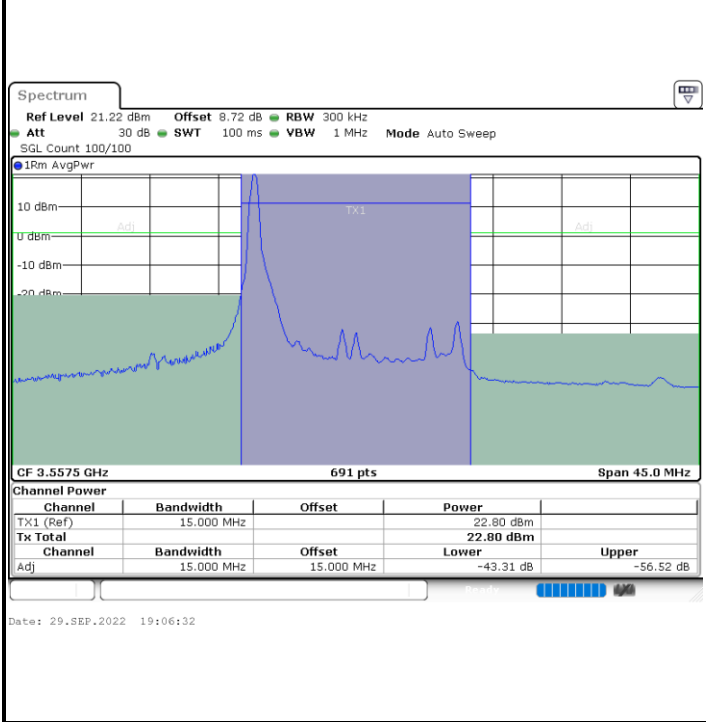 Spectrum
Ref Level 21.22 dBm Offset 8.72 dB RBW 300 kHz
Att 30 dB SWT 100 ms VBW 1 MHz Mode Auto Sweep
SGL Count 100/100
1Rm AvgPwr
10 dBm
TX1
Adj
Adj
0 dBm
-10 dBm
-20 dBm
CF 3.5575 GHz 691 pts Span 45.0 MHz
Channel Power
Channel Bandwidth Offset Power
TX1 (Ref) 15.000 MHz 22.80 dBm
Tx Total 22.80 dBm
Channel Bandwidth Offset Lower Upper
Adj 15.000 MHz 15.000 MHz -43.31 dB -56.52 dB
Ready
Date: 29.SEP.2022 19:06:32